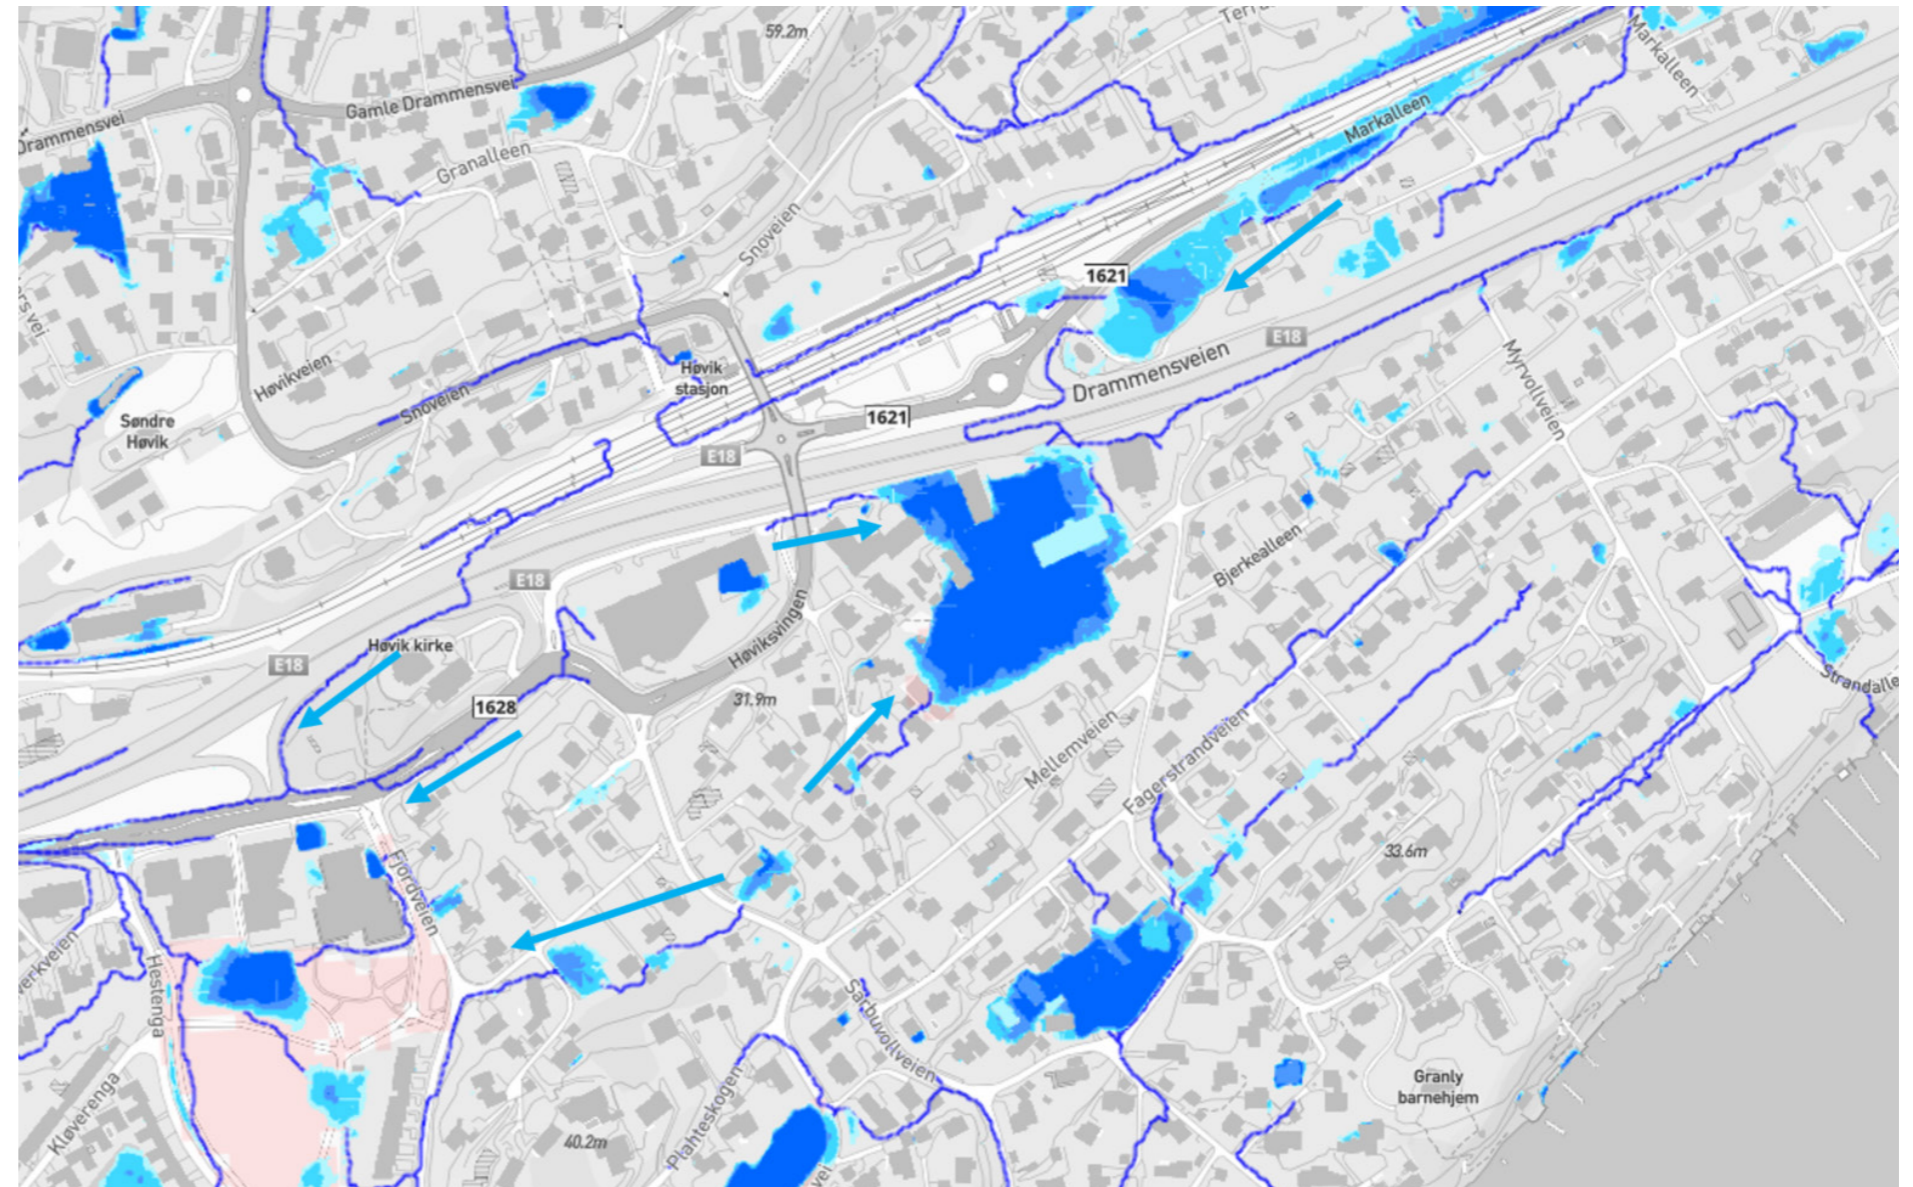 59.2m
Gamle Drammensvei
Drammensvei
Markalleen
Markalleen
Granalleen
Snoveien
1621
E18
Drammensveien
Høvikveien
Høvik
stasjon
Snoveien
1621
Søndre
Høvik
E18
Myrvollveien
E18
Bjerkealleen
Høvik kirke
E18
Høviksvingen
1628
31.9m
Mellemveien
Fagerstrandveien
33.6m
Fjordveien
Hestenga
Sarbuvollveien
Kløverenga
Plahteskogen
40.2m
Granly
barnehjem